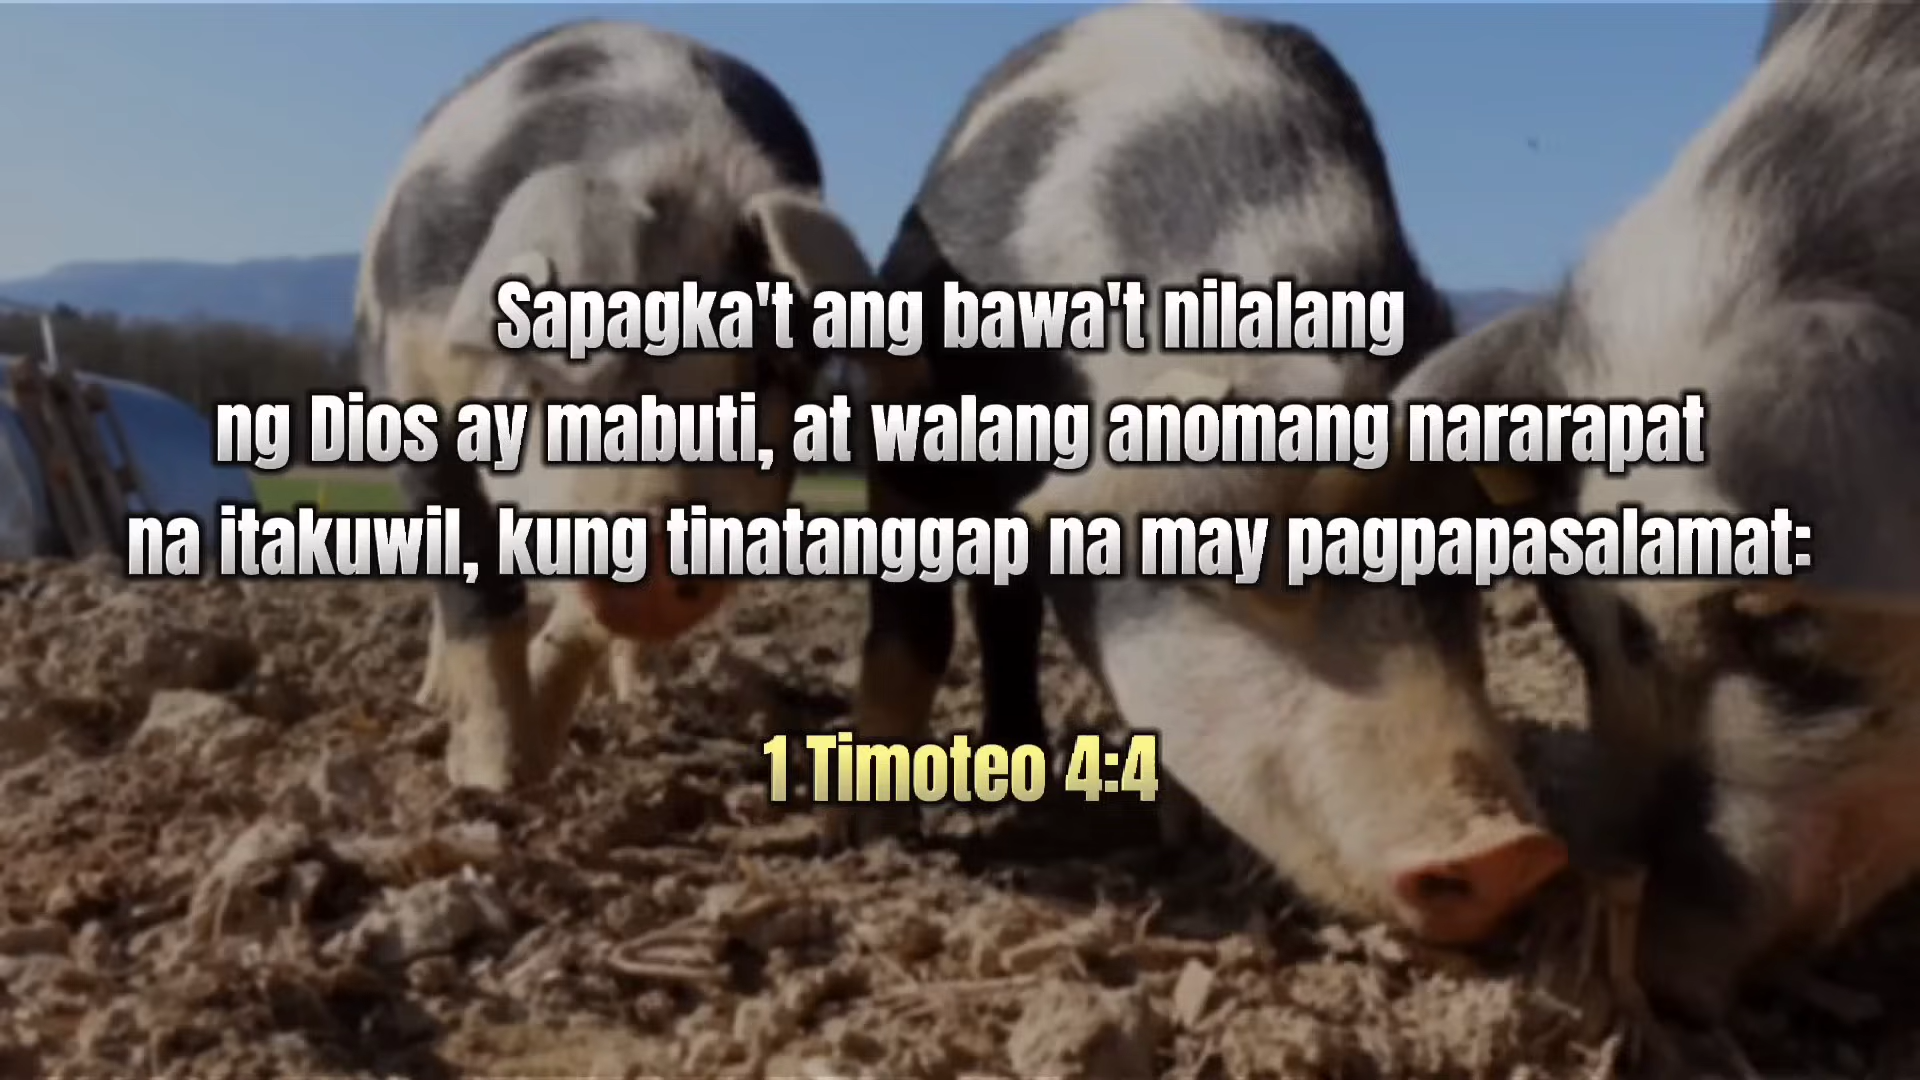 Sapagka't ang bawa't nilalang
ng Dios ay mabuti, at walang anomang nararapat
na itakuwil, kung tinatanggap na may pagpapasalamat:
1 Timoteo 4:4